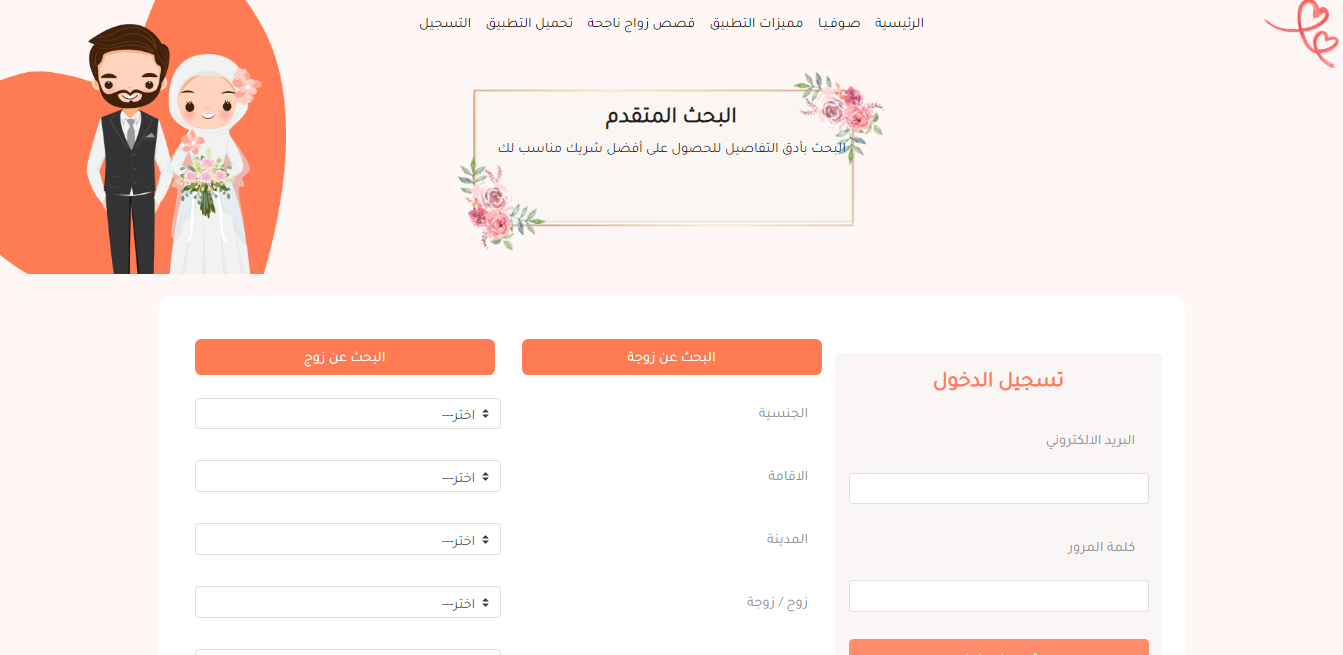 الرئيسية صوفيا مميزات التطبيق قصص زواج ناجحة تحميل التطبيق التسجيل
البحث المتقدم
البحث بأدق التفاصيل للحصول على أفضل شريك مناسب لك
تسجيل الدخول
البريد الالكتروني
كلمة المرور
البحث عن زوجة
البحث عن زوج
الجنسية
اختر---
الاقامة
اختر---
المدينة
اختر---
زوج / زوجة
اختر---